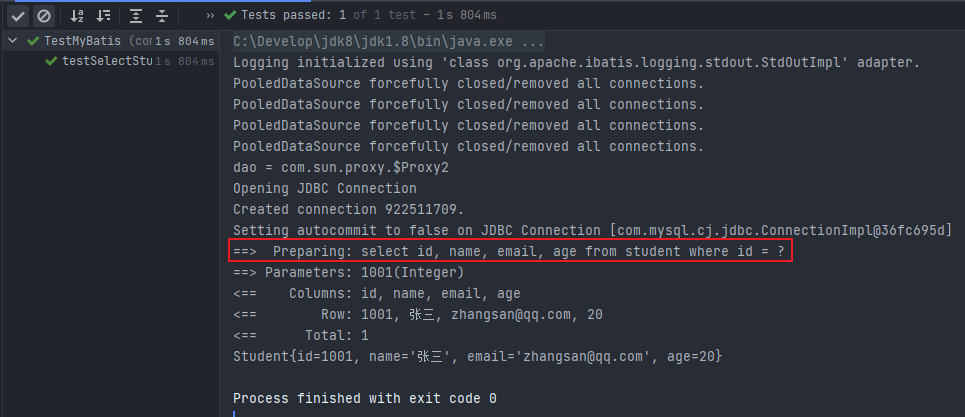 Tests passed: 1 of 1 test – 1 s 804 ms
TestMyBatis (cor 1 s 804 ms
testSelectStu 1 s 804 ms
C:\Develop\jdk8\jdk1.8\bin\java.exe ...
Logging initialized using 'class org.apache.ibatis.logging.stdout.StdOutImpl' adapter.
PooledDataSource forcefully closed/removed all connections.
PooledDataSource forcefully closed/removed all connections.
PooledDataSource forcefully closed/removed all connections.
PooledDataSource forcefully closed/removed all connections.
dao = com.sun.proxy.$Proxy2
Opening JDBC Connection
Created connection 922511709.
Setting autocommit to false on JDBC Connection [com.mysql.cj.jdbc.ConnectionImpl@36fc695d]
==>  Preparing: select id, name, email, age from student where id = ?
==> Parameters: 1001(Integer)
<==    Columns: id, name, email, age
<==        Row: 1001, 张三, zhangsan@qq.com, 20
<==      Total: 1
Student{id=1001, name='张三', email='zhangsan@qq.com', age=20}
Process finished with exit code 0